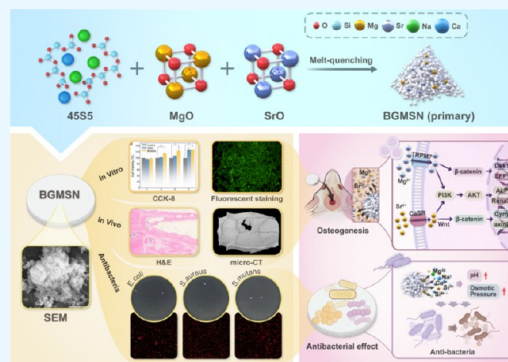 O Si Mg Sr Na Ca
45S5
MgO
SrO
Melt-quenching
BGMSN (primary)
BGMSN
SEM
in Vitro
in Vivo
Antibacteria
CCK-8
Fluorescent staining
H&E
micro-CT
E. coli
S. aureus
S. mutans
Osteogenesis
Mg²⁺
Sr²⁺
TRPM7
CaSR
PI3K
AKT
β-catenin
Wnt
β-catenin
Antibacterial effect
pH
Osmotic
Pressure
Anti-bacteria